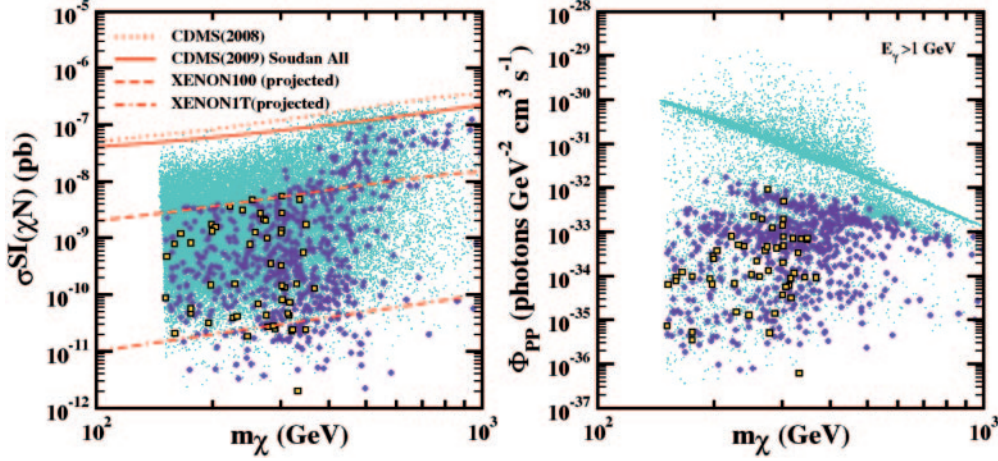 CDMS(2008)
CDMS(2009) Soudan All
XENON100 (projected)
XENON1T(projected)
σSI(χN) (pb)
10-5
10-6
10-7
10-8
10-9
10-10
10-11
10-12
102
103
mχ (GeV)
Eγ >1 GeV
ΦPP (photons GeV-2 cm3 s-1)
10-28
10-29
10-30
10-31
10-32
10-33
10-34
10-35
10-36
10-37
102
103
mχ (GeV)